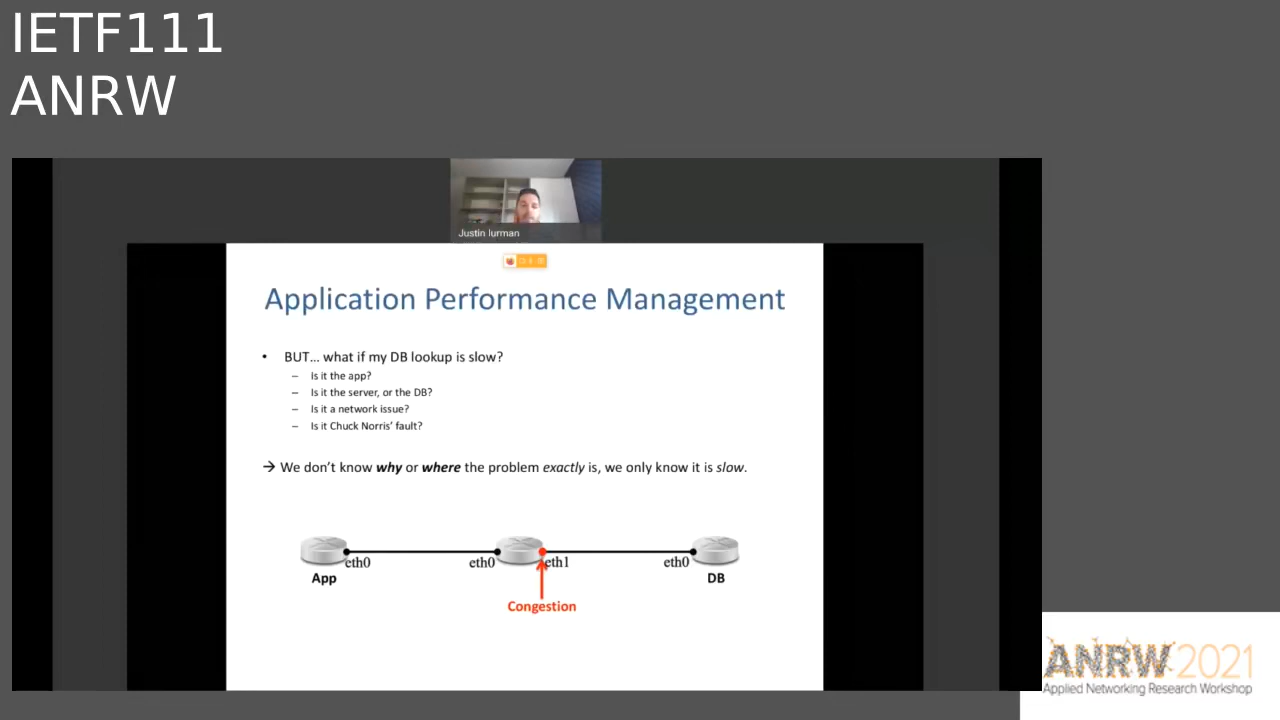 IETF111
ANRW
Justin Iurman
Application Performance Management
• BUT... what if my DB lookup is slow?
– Is it the app?
– Is it the server, or the DB?
– Is it a network issue?
– Is it Chuck Norris' fault?
→ We don't know why or where the problem exactly is, we only know it is slow.
eth0 eth0 eth1 eth0
App DB
Congestion
ANRW2021
Applied Networking Research Workshop